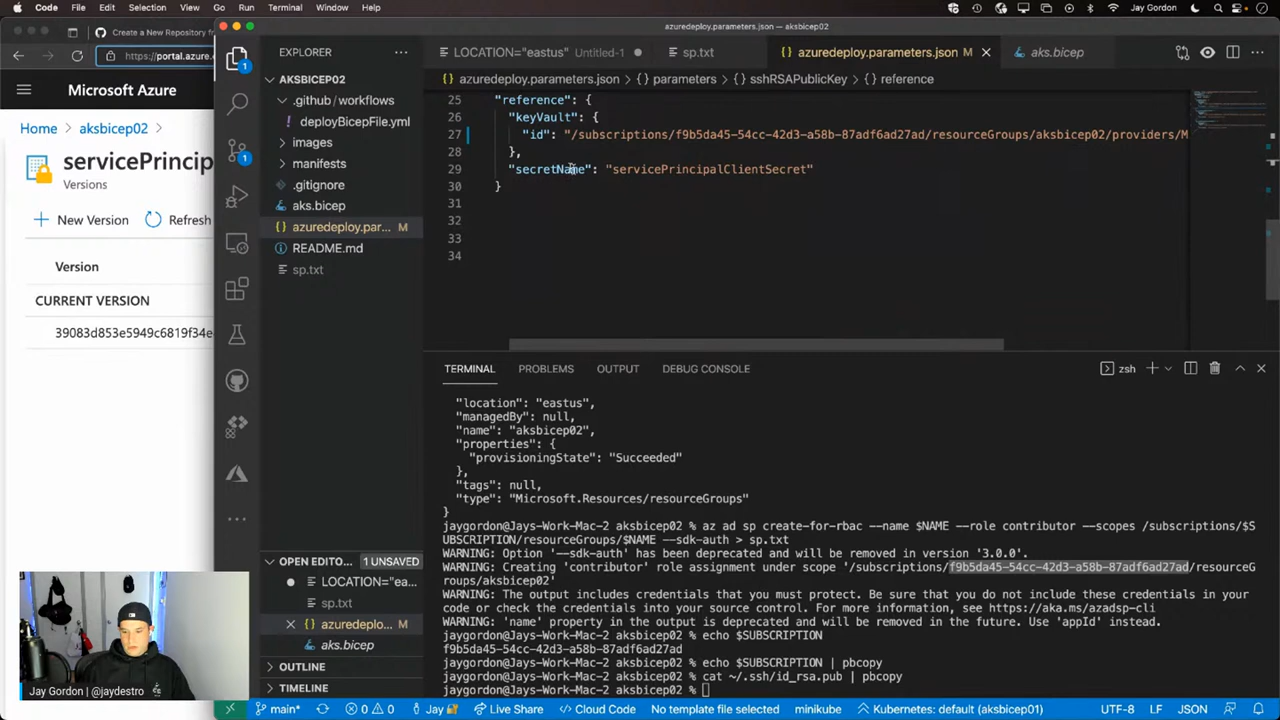 Code File Edit Selection View Go Run Terminal Window Help
Jay Gordon
Create a New Repository from
azuredeploy.parameters.json — aksbicep02
https://portal.azure.
Microsoft Azure
Home > aksbicep02 >
servicePrincip
Versions
+ New Version Refresh
Version
CURRENT VERSION
39083d853e5949c6819f34e
EXPLORER ...
AKSBICEP02
.github/workflows
deployBicepFile.yml
images
manifests
.gitignore
aks.bicep
{} azuredeploy.par... M
README.md
sp.txt
OPEN EDITO... 1 UNSAVED
LOCATION="ea...
sp.txt
{} azuredeplo... M
aks.bicep
OUTLINE
TIMELINE
LOCATION="eastus" Untitled-1
sp.txt
{} azuredeploy.parameters.json M
aks.bicep
{} azuredeploy.parameters.json > {} parameters > {} sshRSAPublicKey > {} reference
25 "reference": {
26 "keyVault": {
27 "id": "/subscriptions/f9b5da45-54cc-42d3-a58b-87adf6ad27ad/resourceGroups/aksbicep02/providers/M
28 },
29 "secretName": "servicePrincipalClientSecret"
30 }
31
32
33
34
TERMINAL PROBLEMS OUTPUT DEBUG CONSOLE
zsh
"location": "eastus",
"managedBy": null,
"name": "aksbicep02",
"properties": {
"provisioningState": "Succeeded"
},
"tags": null,
"type": "Microsoft.Resources/resourceGroups"
}
jaygordon@Jays-Work-Mac-2 aksbicep02 % az ad sp create-for-rbac --name $NAME --role contributor --scopes /subscriptions/$S
UBSCRIPTION/resourceGroups/$NAME --sdk-auth > sp.txt
WARNING: Option '--sdk-auth' has been deprecated and will be removed in version '3.0.0'.
WARNING: Creating 'contributor' role assignment under scope '/subscriptions/f9b5da45-54cc-42d3-a58b-87adf6ad27ad/resourceG
roups/aksbicep02'
WARNING: The output includes credentials that you must protect. Be sure that you do not include these credentials in your
code or check the credentials into your source control. For more information, see https://aka.ms/azadsp-cli
WARNING: 'name' property in the output is deprecated and will be removed in the future. Use 'appId' instead.
jaygordon@Jays-Work-Mac-2 aksbicep02 % echo $SUBSCRIPTION
f9b5da45-54cc-42d3-a58b-87adf6ad27ad
jaygordon@Jays-Work-Mac-2 aksbicep02 % echo $SUBSCRIPTION | pbcopy
jaygordon@Jays-Work-Mac-2 aksbicep02 % cat ~/.ssh/id_rsa.pub | pbcopy
jaygordon@Jays-Work-Mac-2 aksbicep02 %
Jay Gordon | @jaydestro
main* 0 0 Jay Live Share Cloud Code No template selected minikube Kubernetes: default (aksbicep01) UTF-8 LF JSON